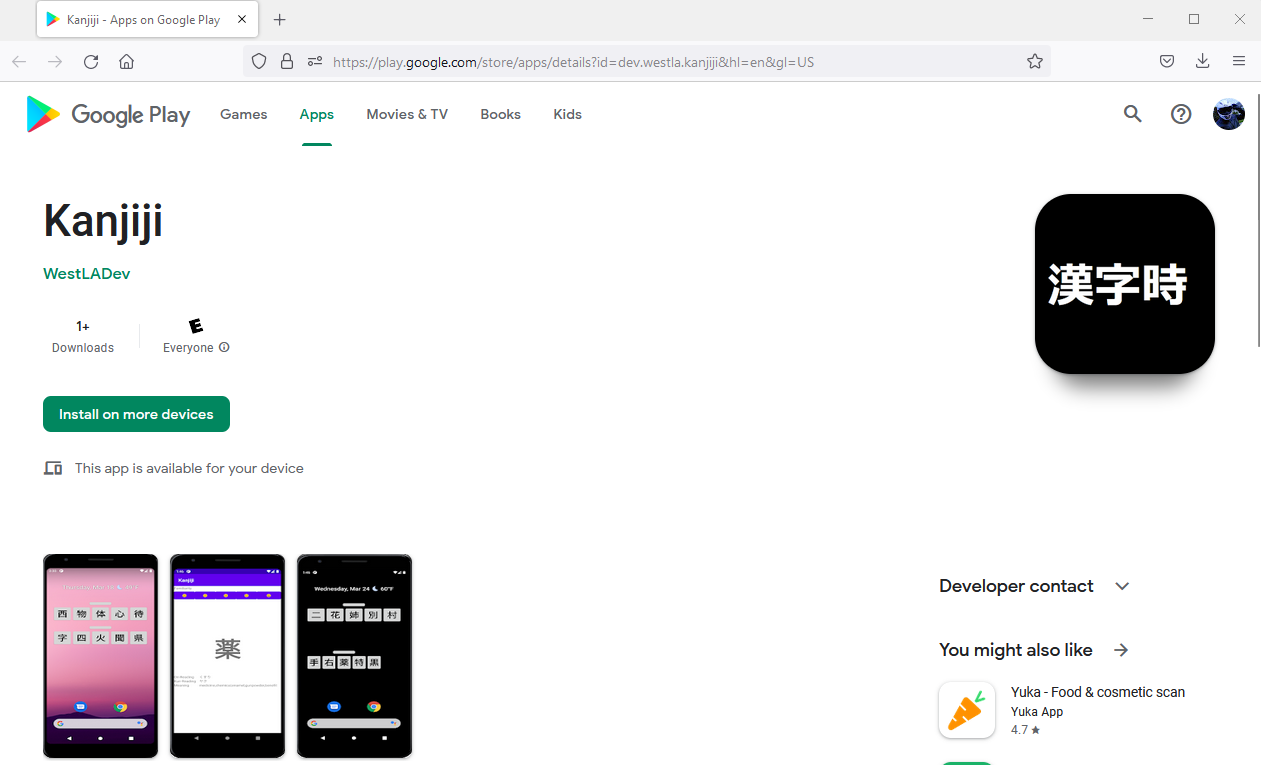 Kanjiji - Apps on Google Play
https://play.google.com/store/apps/details?id=dev.westla.kanjiji&hl=en&gl=US
Google Play Games Apps Movies & TV Books Kids
Kanjiji
漢字時
WestLADev
1+
Downloads
E
Everyone
Install on more devices
This app is available for your device
西 物 体 心 待
字 四 火 聞 県
Kanjiji
薬
Wednesday, Mar 24 60°F
二 花 姉 別 村
手 右 薬 特 黒
Developer contact
You might also like
Yuka - Food & cosmetic scan
Yuka App
4.7 ★